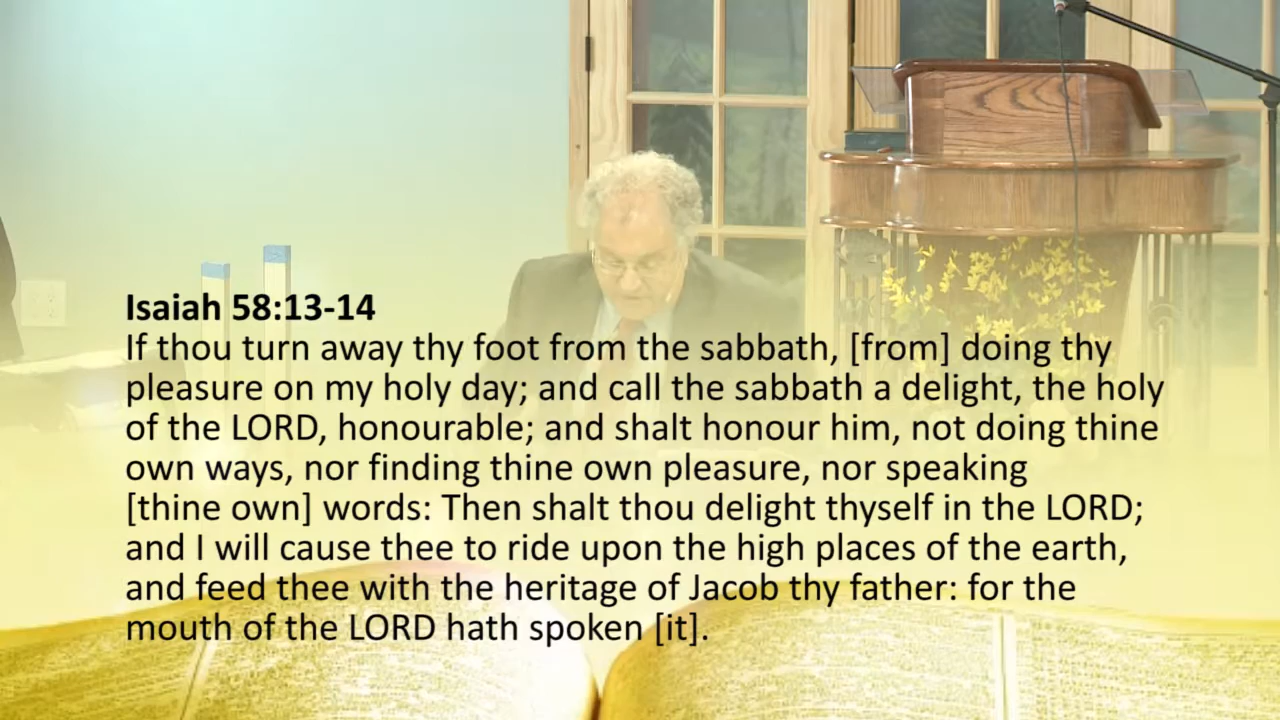 Isaiah 58:13-14
If thou turn away thy foot from the sabbath, [from] doing thy
pleasure on my holy day; and call the sabbath a delight, the holy
of the LORD, honourable; and shalt honour him, not doing thine
own ways, nor finding thine own pleasure, nor speaking
[thine own] words: Then shalt thou delight thyself in the LORD;
and I will cause thee to ride upon the high places of the earth,
and feed thee with the heritage of Jacob thy father: for the
mouth of the LORD hath spoken [it].